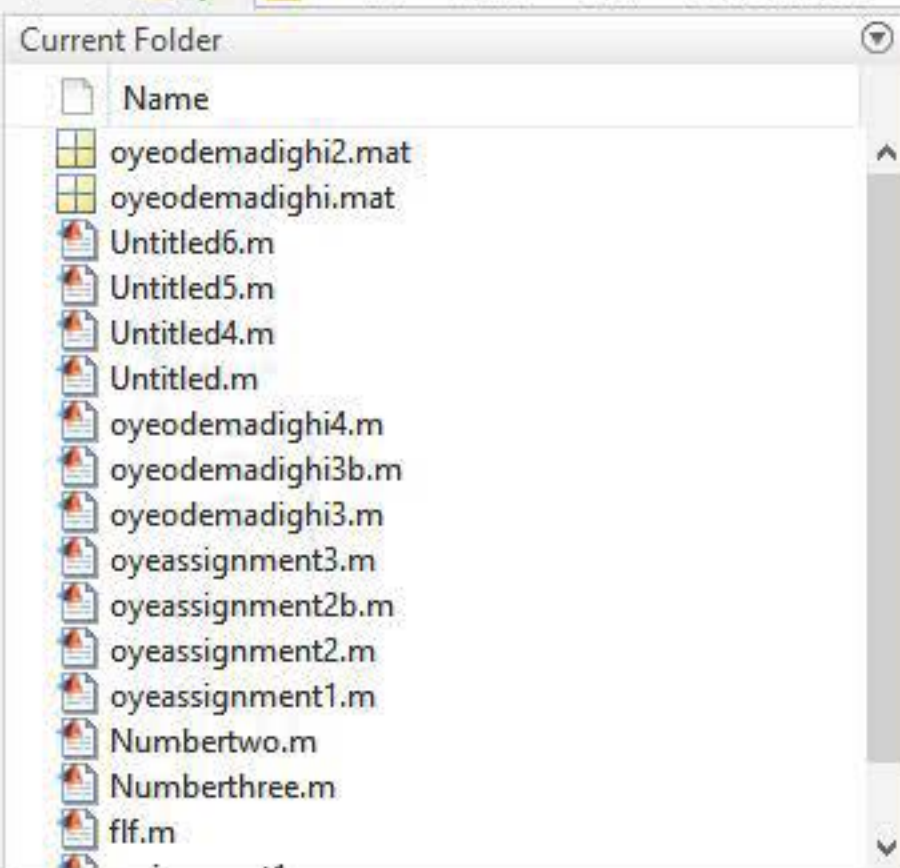 Current Folder
Name
oyeodemadighi2.mat
oyeodemadighi.mat
Untitled6.m
Untitled5.m
Untitled4.m
Untitled.m
oyeodemadighi4.m
oyeodemadighi3b.m
oyeodemadighi3.m
oyeassignment3.m
oyeassignment2b.m
oyeassignment2.m
oyeassignment1.m
Numbertwo.m
Numberthree.m
flf.m